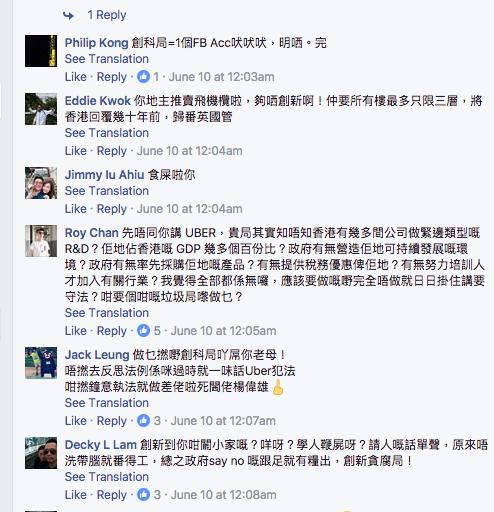 1 Reply
Philip Kong 創科局=1個FB Acc吠吠吠，明哂。完
See Translation
Like · Reply · 1 · June 10 at 12:03am
Eddie Kwok 你地主推賣飛機欖啦，夠哂創新啊！仲要所有樓最多只限三層，將
香港回覆幾十年前，歸番英國管
See Translation
Like · Reply · June 10 at 12:04am
Jimmy Iu Ahiu 食屎啦你
See Translation
Like · Reply · June 10 at 12:04am
Roy Chan 先唔同你講 UBER，貴局其實知唔知香港有幾多間公司做緊邊類型嘅
R&D？佢地佔香港嘅 GDP 幾多個百份比？政府有無營造佢地可持續發展嘅環
境？政府有無率先採購佢地嘅產品？有無提供稅務優惠俾佢地？有無努力培訓人
才加入有關行業？我覺得全部都係無囉，應該要做嘅嘢完全唔做就日日掛住講要
守法？咁要個咁嘅垃圾局嚟做乜？
See Translation
Like · Reply · 5 · June 10 at 12:05am
Jack Leung 做乜撚嘢創科局吖屌你老母！
唔撚去反思法例係咪過時就一味話Uber犯法
咁撚鐘意執法就做差佬啦死閪佬楊偉雄🖕
See Translation
Like · Reply · 3 · June 10 at 12:07am
Decky L Lam 創新到你咁閪小家嘅？咩呀？學人鞭屍呀？請人嘅話單聲，原來唔
洗帶腦就番得工，總之政府say no 嘅跟足就有糧出，創新貪腐局！
See Translation
Like · Reply · 3 · June 10 at 12:08am